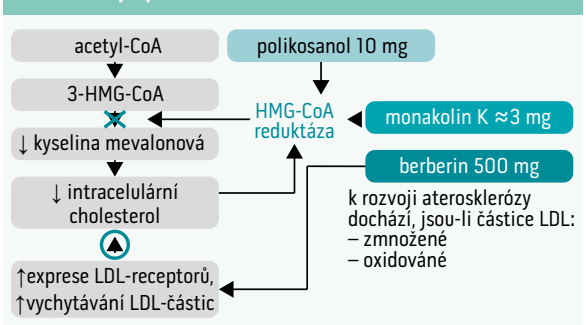 acetyl-CoA
polikosanol 10 mg
3-HMG-CoA
HMG-CoA
reduktáza
monakolin K ≈3 mg
↓ kyselina mevalonová
berberin 500 mg
↓ intracelulární
cholesterol
k rozvoji aterosklerózy
dochází, jsou-li částice LDL:
– zmnožené
– oxidováné
↑exprese LDL-receptorů,
↑vychytávání LDL-částic